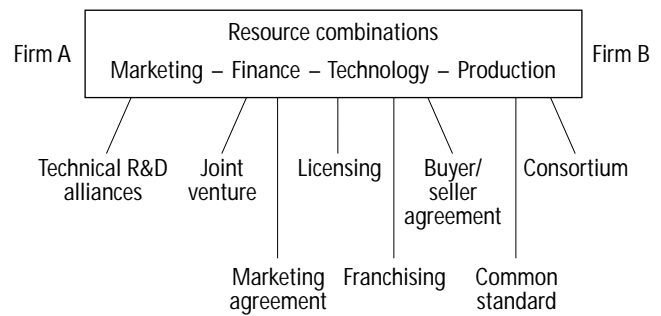 Resource combinations
Firm A
Firm B
Marketing – Finance – Technology – Production
Technical R&D
alliances
Joint
venture
Licensing
Buyer/
seller
agreement
Consortium
Marketing
agreement
Franchising
Common
standard